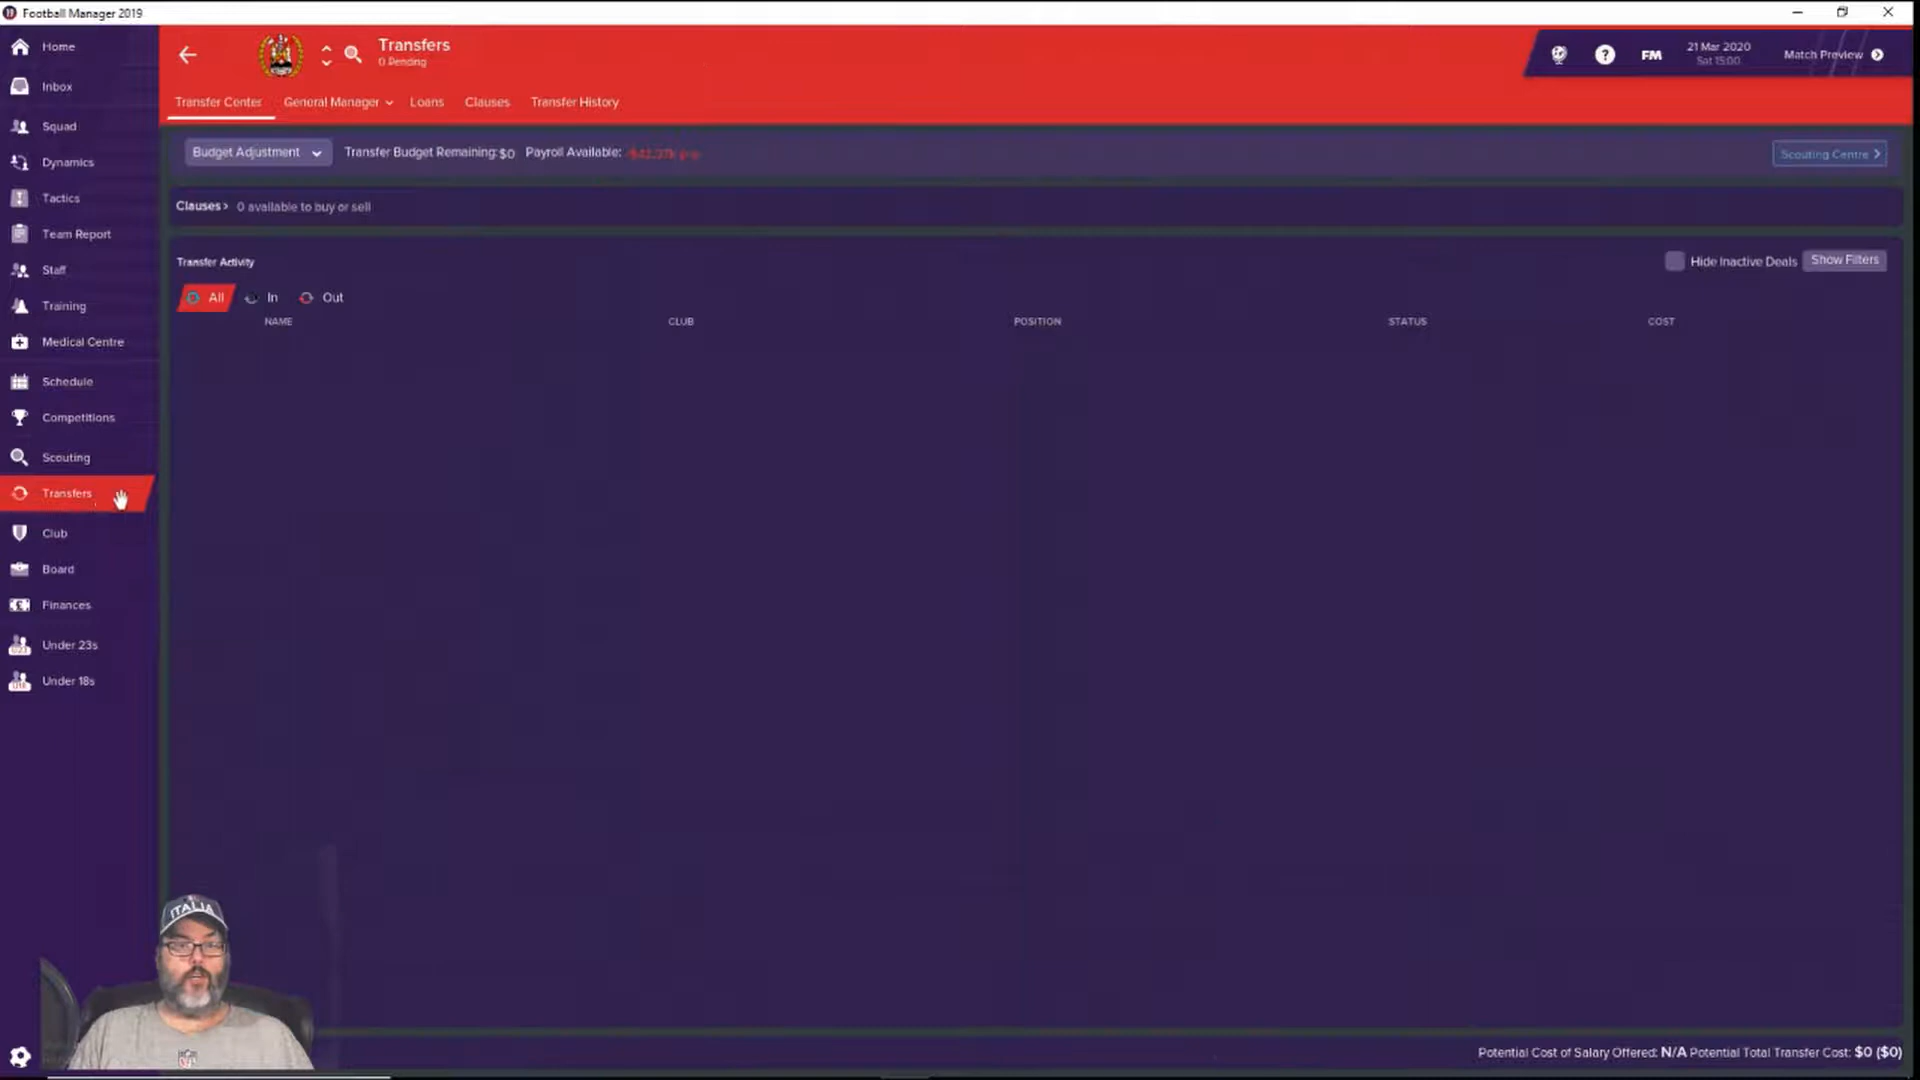 Football Manager 2019
Home
Inbox
Squad
Dynamics
Tactics
Team Report
Staff
Training
Medical Centre
Schedule
Competitions
Scouting
Transfers
Club
Board
Finances
Under 23s
Under 18s
Transfers
0 Pending
FM
21 Mar 2020
Sat 15:00
Match Preview
Transfer Center General Manager Loans Clauses Transfer History
Budget Adjustment Transfer Budget Remaining: $0 Payroll Available:
Scouting Centre >
Clauses > 0 available to buy or sell
Transfer Activity
Hide Inactive Deals Show Filters
All In Out
NAME CLUB POSITION STATUS COST
ITALIA
NFL
Potential Cost of Salary Offered: N/A Potential Total Transfer Cost: $0 ($0)